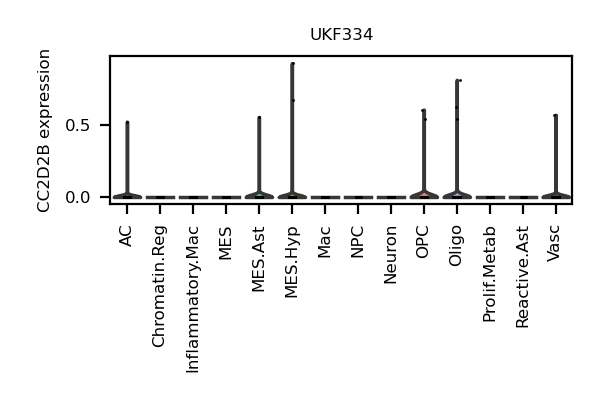 UKF334
CC2D2B expression
0.5
0.0
AC
Chromatin.Reg
Inflammatory.Mac
MES
MES.Ast
MES.Hyp
Mac
NPC
Neuron
OPC
Oligo
Prolif.Metab
Reactive.Ast
Vasc